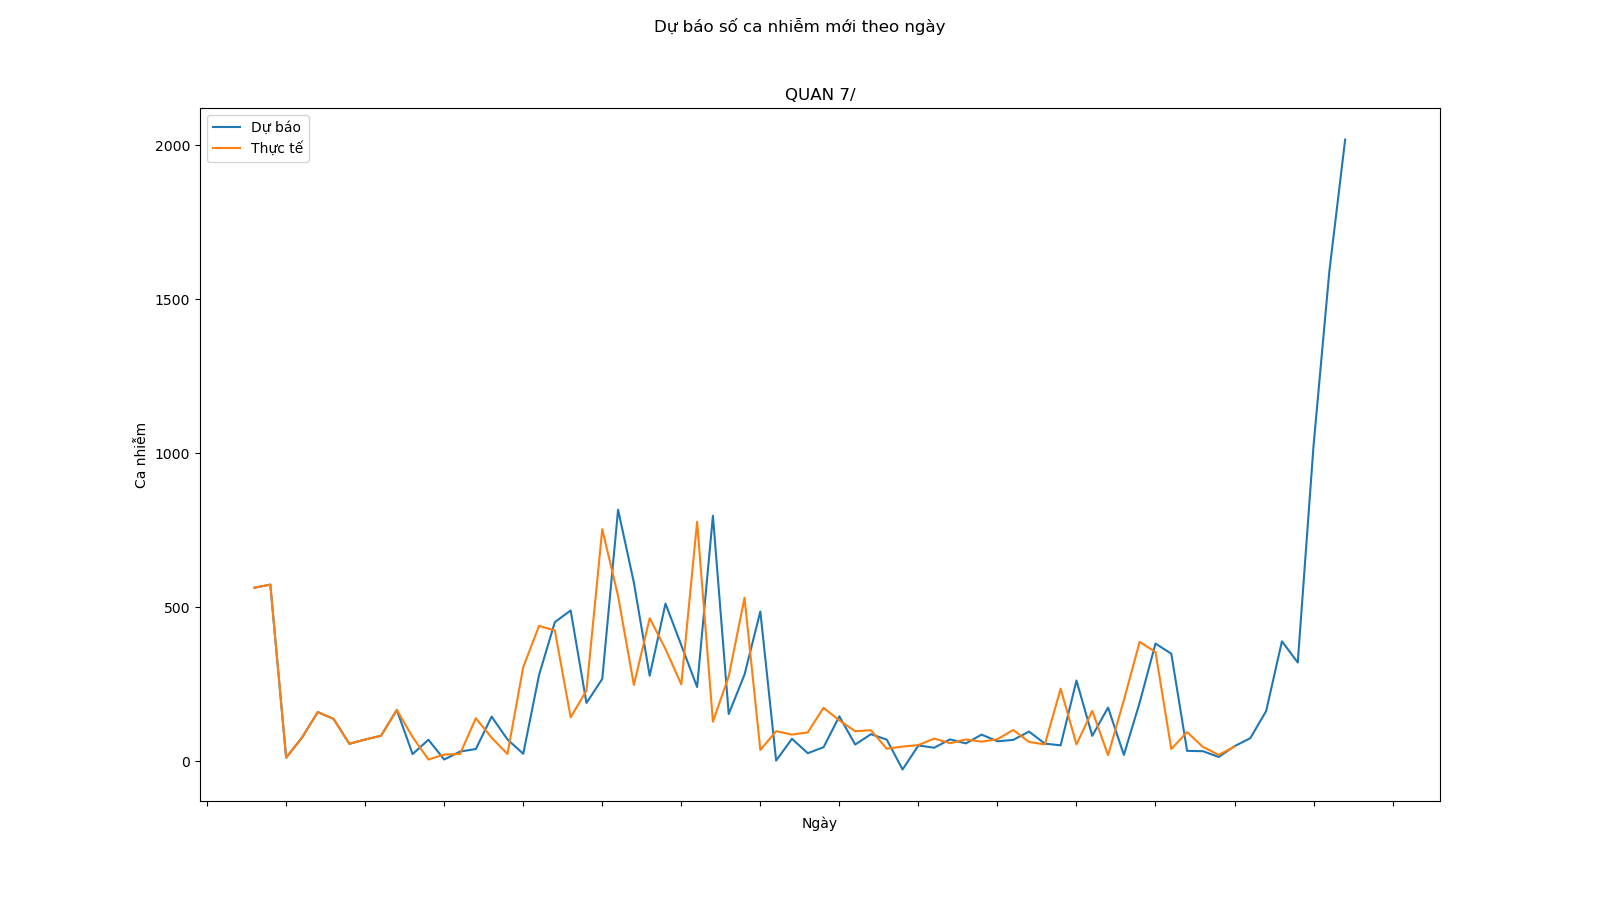 Dự báo số ca nhiễm mới theo ngày
QUAN 7/
Dự báo
Thực tế
2000
1500
1000
500
0
Ca nhiễm
Ngày